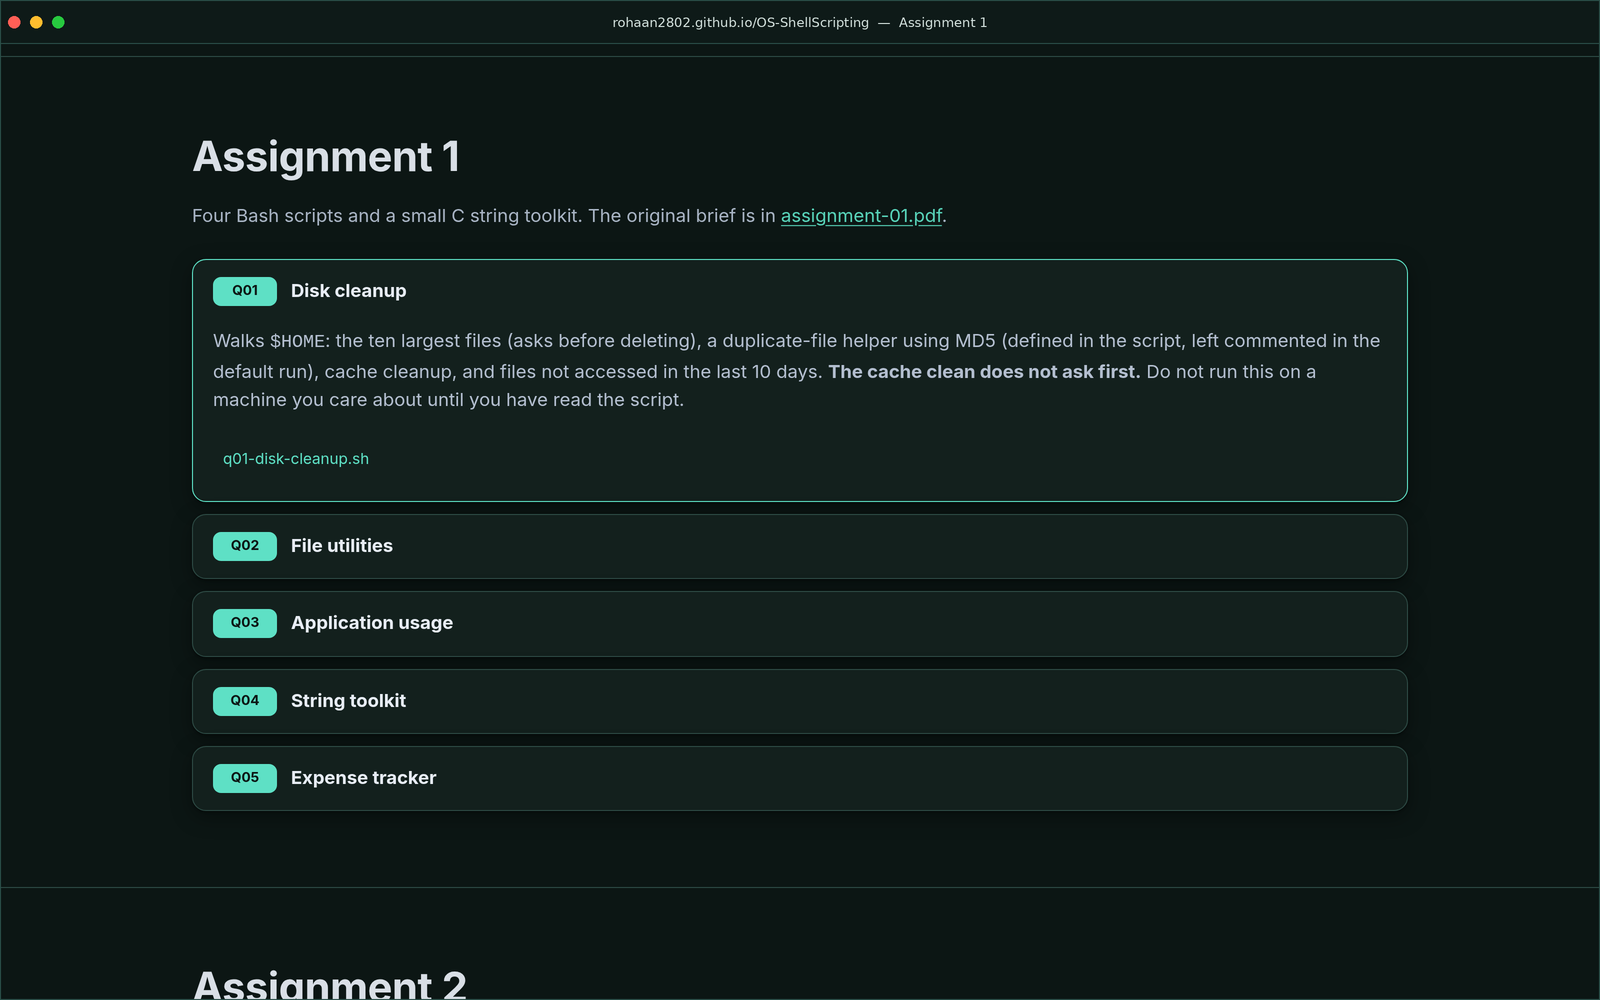 rohaan2802.github.io/OS-ShellScripting — Assignment 1
Assignment 1
Four Bash scripts and a small C string toolkit. The original brief is in assignment-01.pdf.
Q01 Disk cleanup
Walks $HOME: the ten largest files (asks before deleting), a duplicate-file helper using MD5 (defined in the script, left commented in the
default run), cache cleanup, and files not accessed in the last 10 days. The cache clean does not ask first. Do not run this on a
machine you care about until you have read the script.
q01-disk-cleanup.sh
Q02 File utilities
Q03 Application usage
Q04 String toolkit
Q05 Expense tracker
Assignment 2